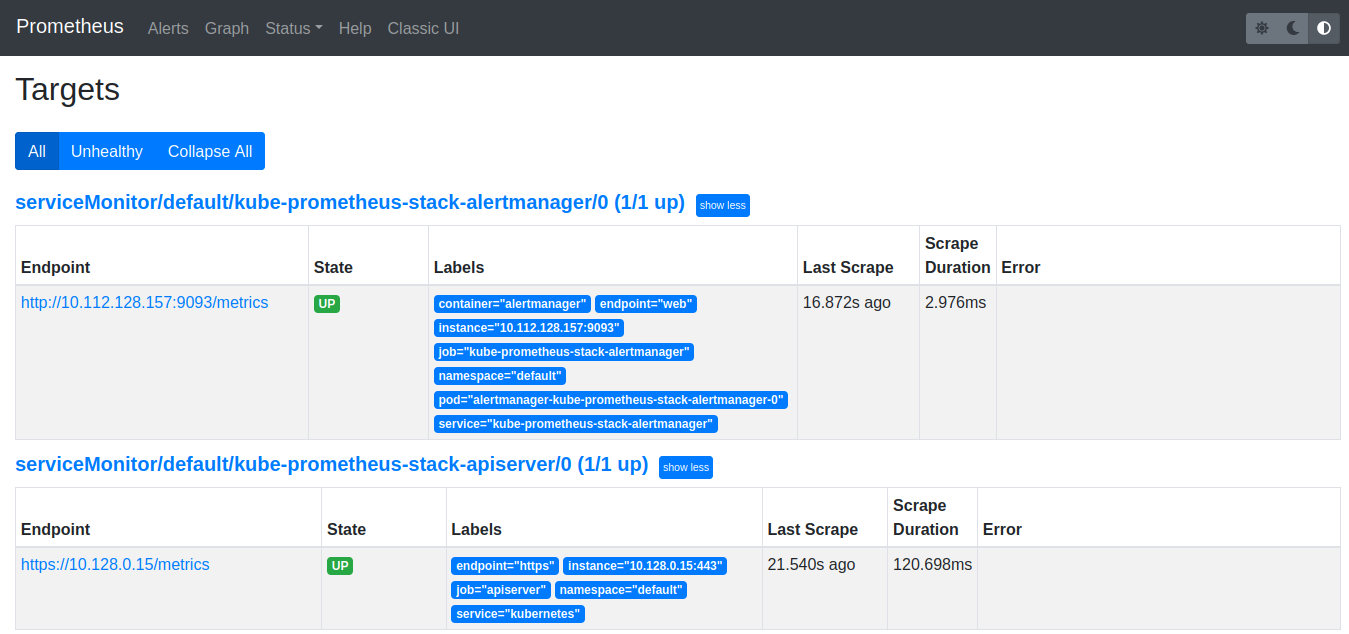 Prometheus Alerts Graph Status Help Classic UI
Targets
All Unhealthy Collapse All
serviceMonitor/default/kube-prometheus-stack-alertmanager/0 (1/1 up) show less
Endpoint State Labels Last Scrape Scrape Duration Error
http://10.112.128.157:9093/metrics UP container="alertmanager" endpoint="web" 16.872s ago 2.976ms
instance="10.112.128.157:9093"
job="kube-prometheus-stack-alertmanager"
namespace="default"
pod="alertmanager-kube-prometheus-stack-alertmanager-0"
service="kube-prometheus-stack-alertmanager"
serviceMonitor/default/kube-prometheus-stack-apiserver/0 (1/1 up) show less
Endpoint State Labels Last Scrape Scrape Duration Error
https://10.128.0.15/metrics UP endpoint="https" instance="10.128.0.15:443" 21.540s ago 120.698ms
job="apiserver" namespace="default"
service="kubernetes"